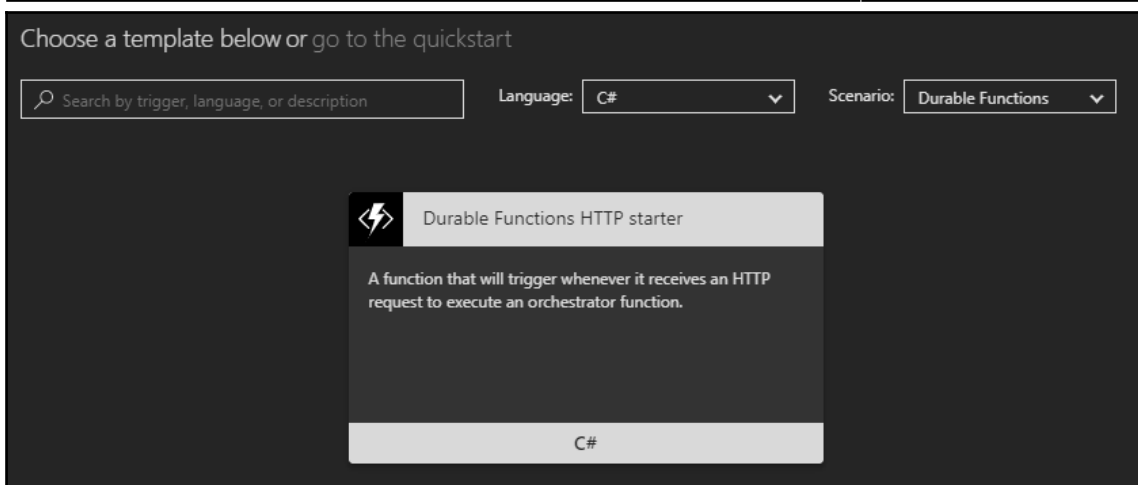 Choose a template below or go to the quickstart
Search by trigger, language, or description Language: C# Scenario: Durable Functions
Durable Functions HTTP starter
A function that will trigger whenever it receives an HTTP
request to execute an orchestrator function.
C#